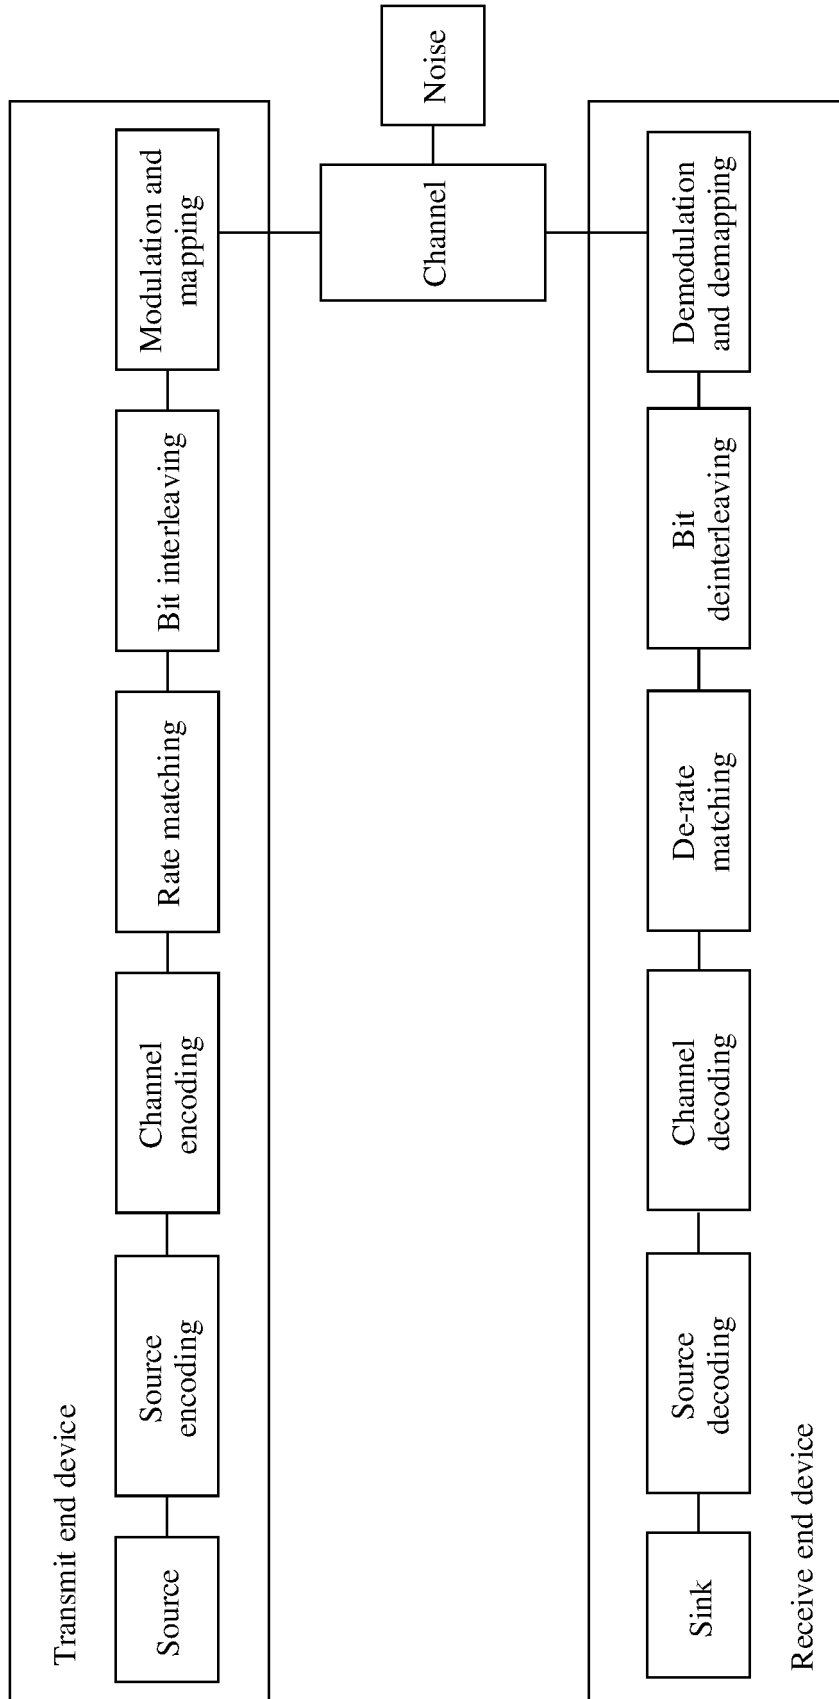 Transmit end device
Source
Source
encoding
Channel
encoding
Rate matching
Bit interleaving
Modulation and
mapping
Channel
Noise
Demodulation
and demapping
Bit
deinterleaving
De-rate
matching
Channel
decoding
Source
decoding
Sink
Receive end device